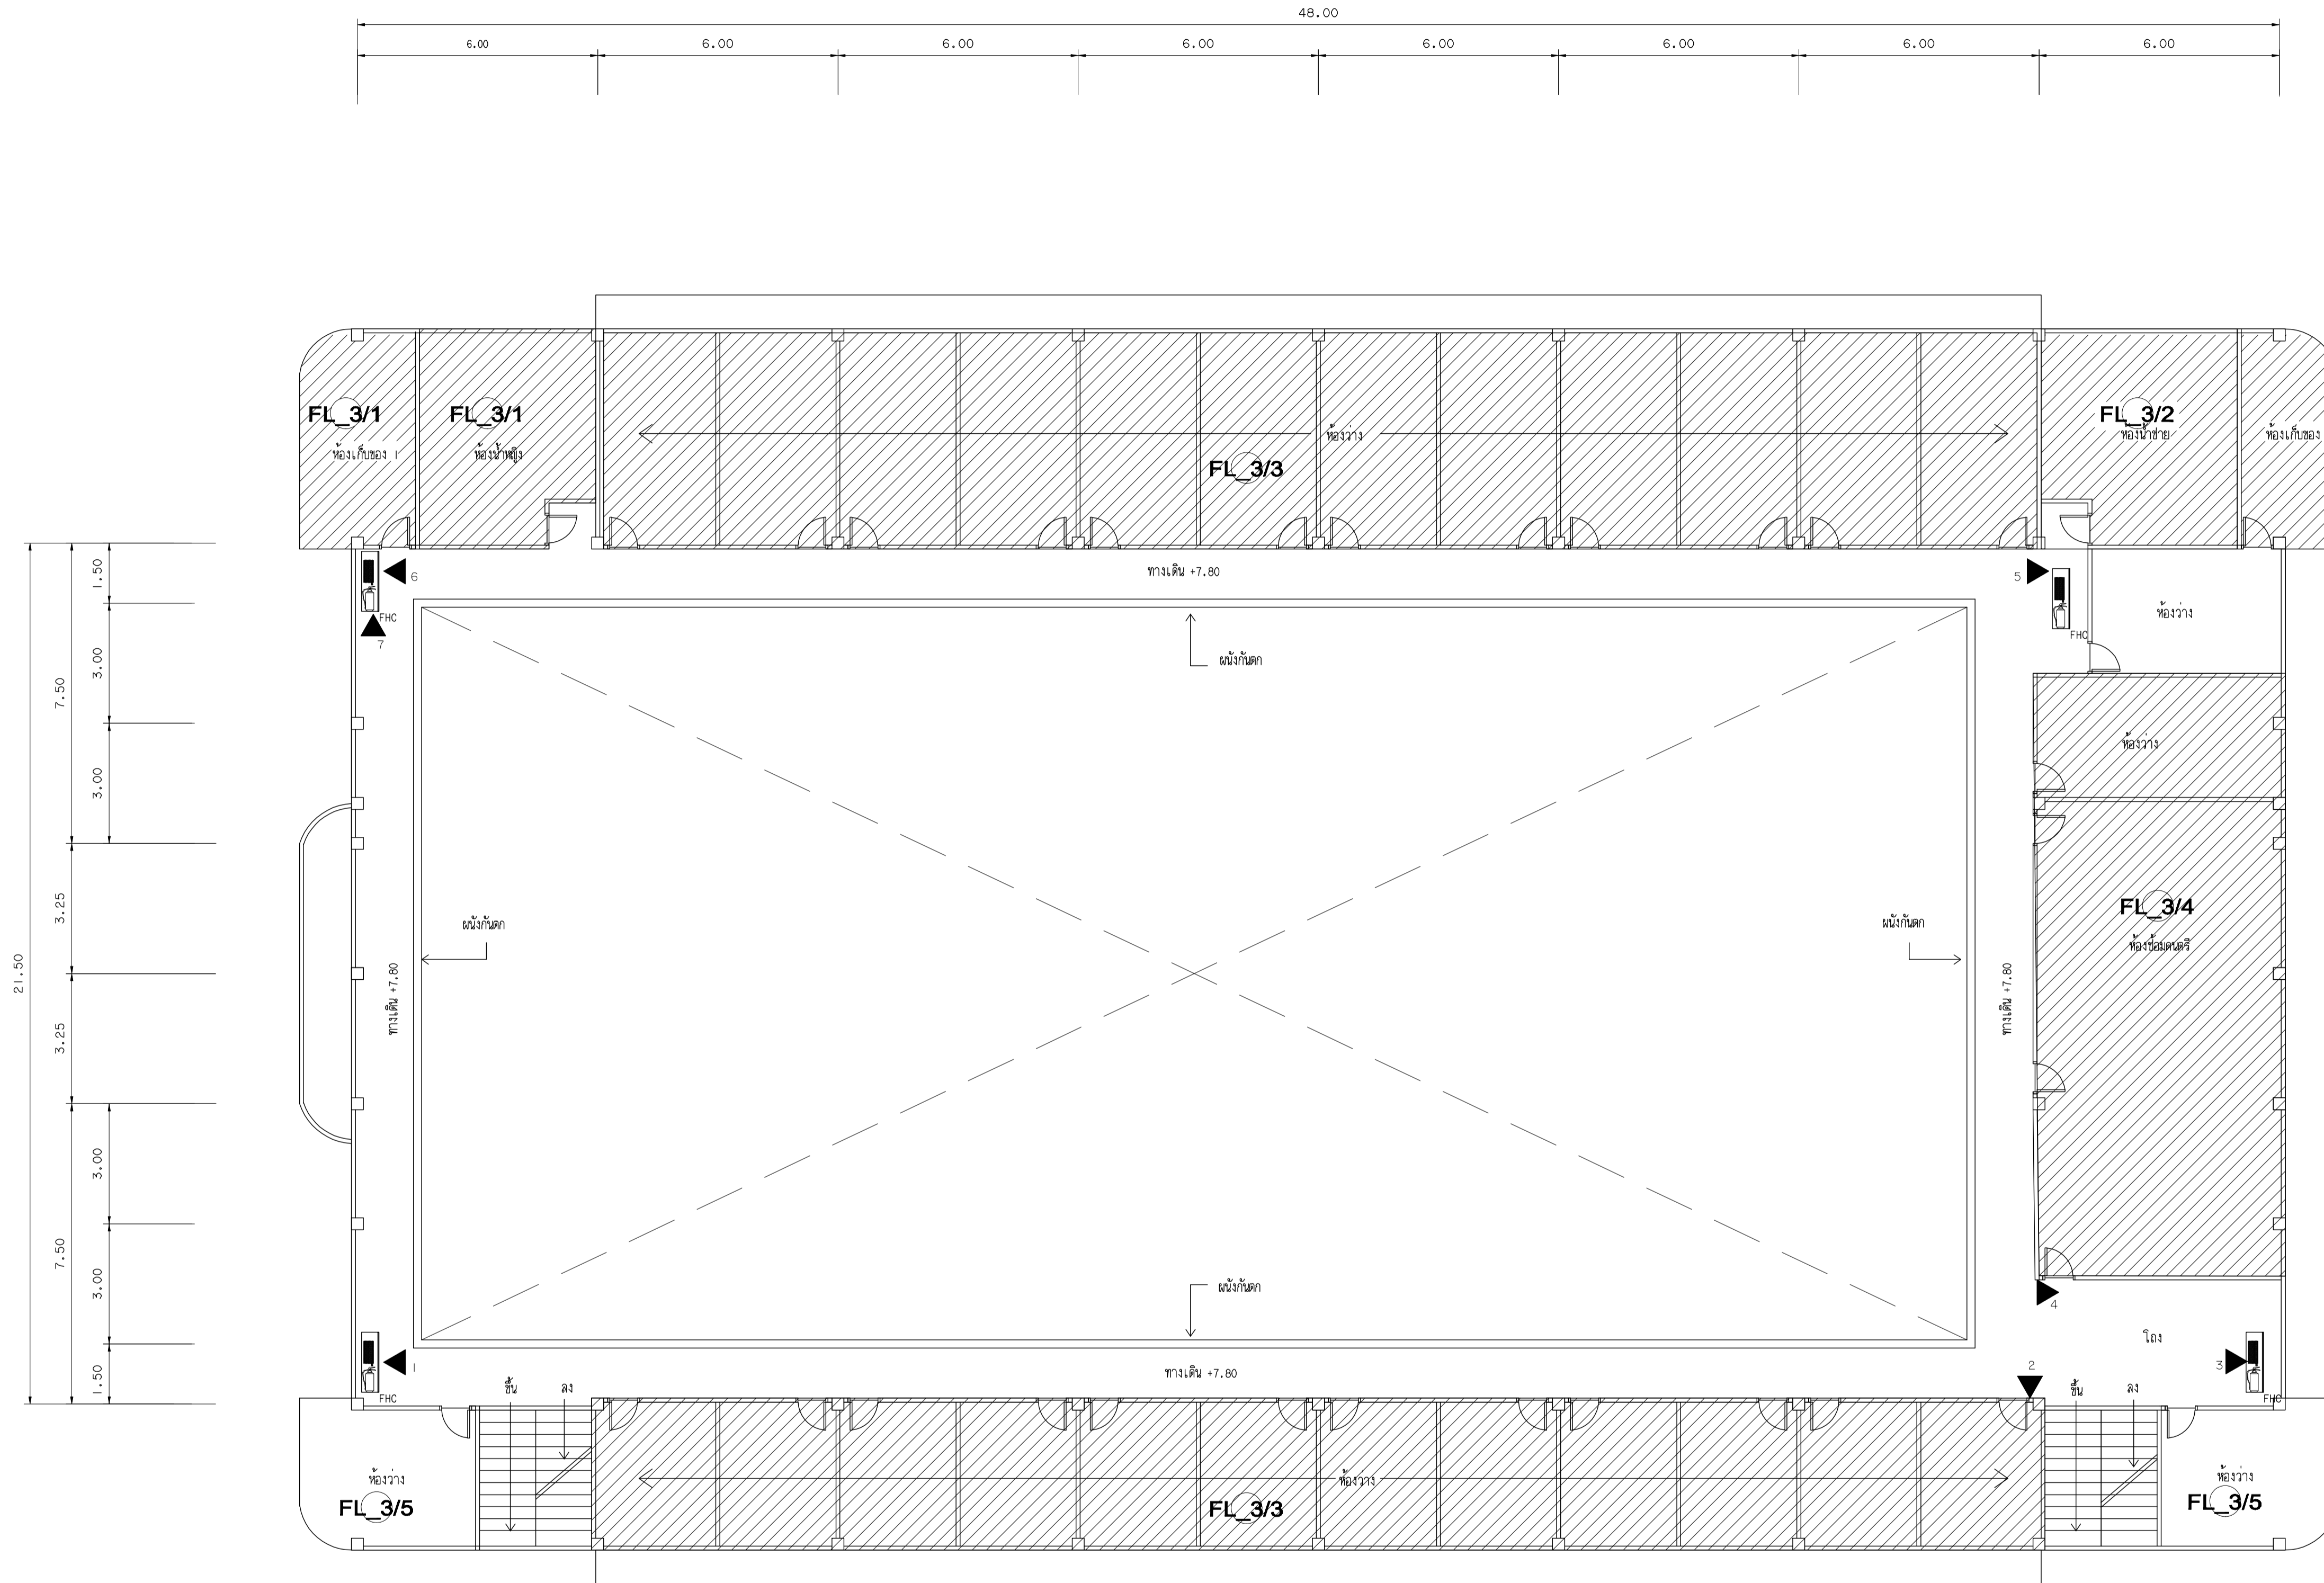 48.00
6.00 6.00 6.00 6.00 6.00 6.00 6.00 6.00
FL_3/1
ห้องเก็บของ 1
FL_3/1
ห้องน้ำหญิง
ห้องว่าง
FL_3/3
FL_3/2
ห้องน้ำชาย
ห้องเก็บของ
6
FHC
7
ทางเดิน +7.80
5
FHC
ห้องว่าง
ผนังกันตก
ห้องว่าง
1.50
3.00
7.50
3.00
3.25
21.50
3.25
3.00
7.50
3.00
1.50
ผนังกันตก
ทางเดิน +7.80
ผนังกันตก
ทางเดิน +7.80
FL_3/4
ห้องซ้อมดนตรี
ผนังกันตก
4
โถง
1
FHC
ทางเดิน +7.80
2
3
FHC
ขึ้น ลง
ขึ้น ลง
ห้องว่าง
FL_3/5
ห้องว่าง
FL_3/3
ห้องว่าง
FL_3/5